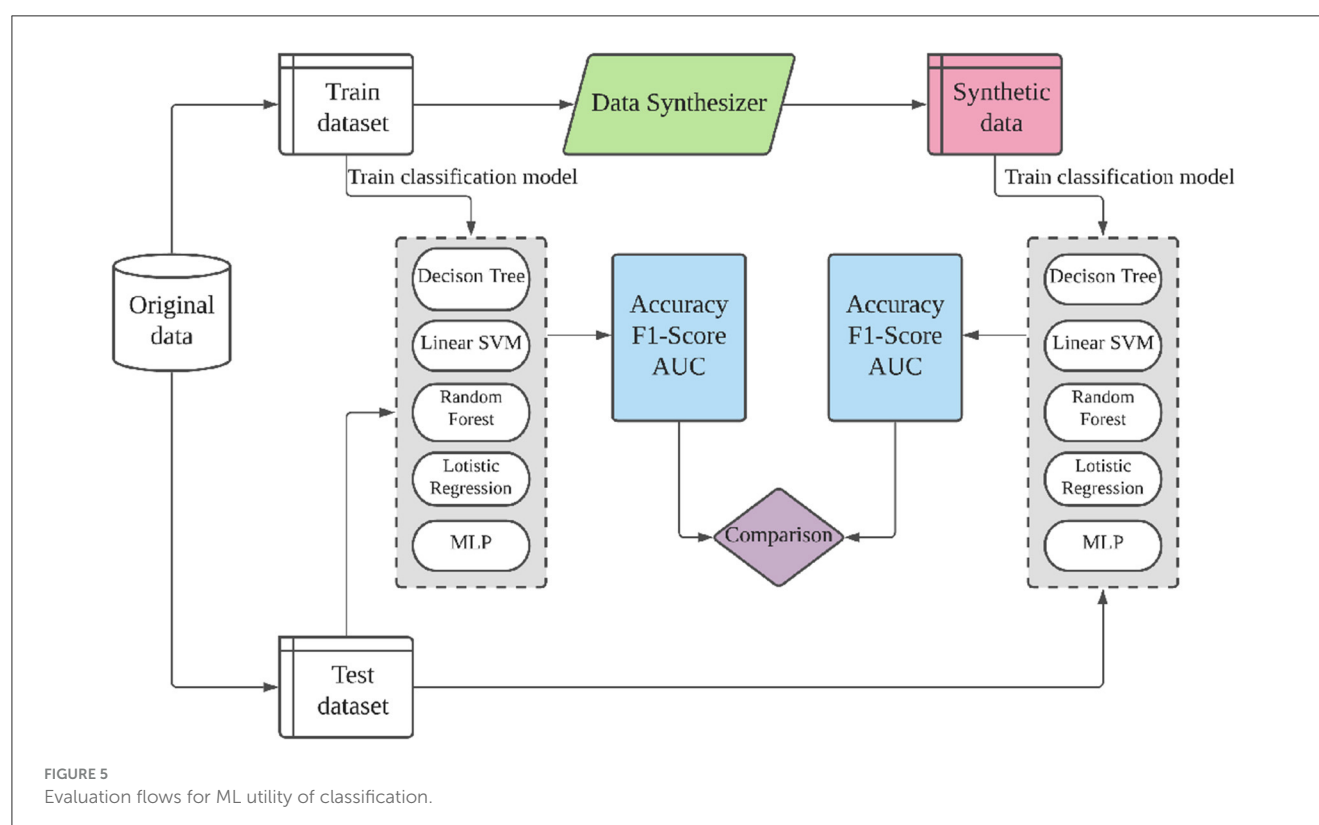 Train
dataset
Data Synthesizer
Synthetic
data
Train classification model
Train classification model
Original
data
Decison Tree
Linear SVM
Random
Forest
Lotistic
Regression
MLP
Accuracy
F1-Score
AUC
Accuracy
F1-Score
AUC
Decison Tree
Linear SVM
Random
Forest
Lotistic
Regression
MLP
Comparison
Test
dataset
FIGURE 5
Evaluation flows for ML utility of classification.